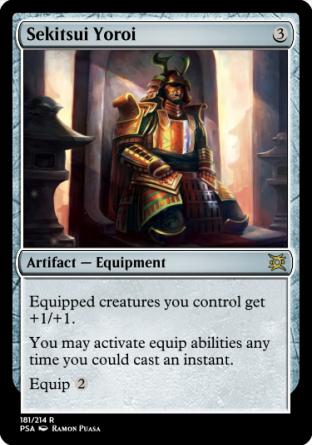 Sekitsui Yoroi 3
Artifact — Equipment
Equipped creatures you control get
+1/+1.
You may activate equip abilities any
time you could cast an instant.
Equip 2
181/214 R
PSA Ramon Puasa